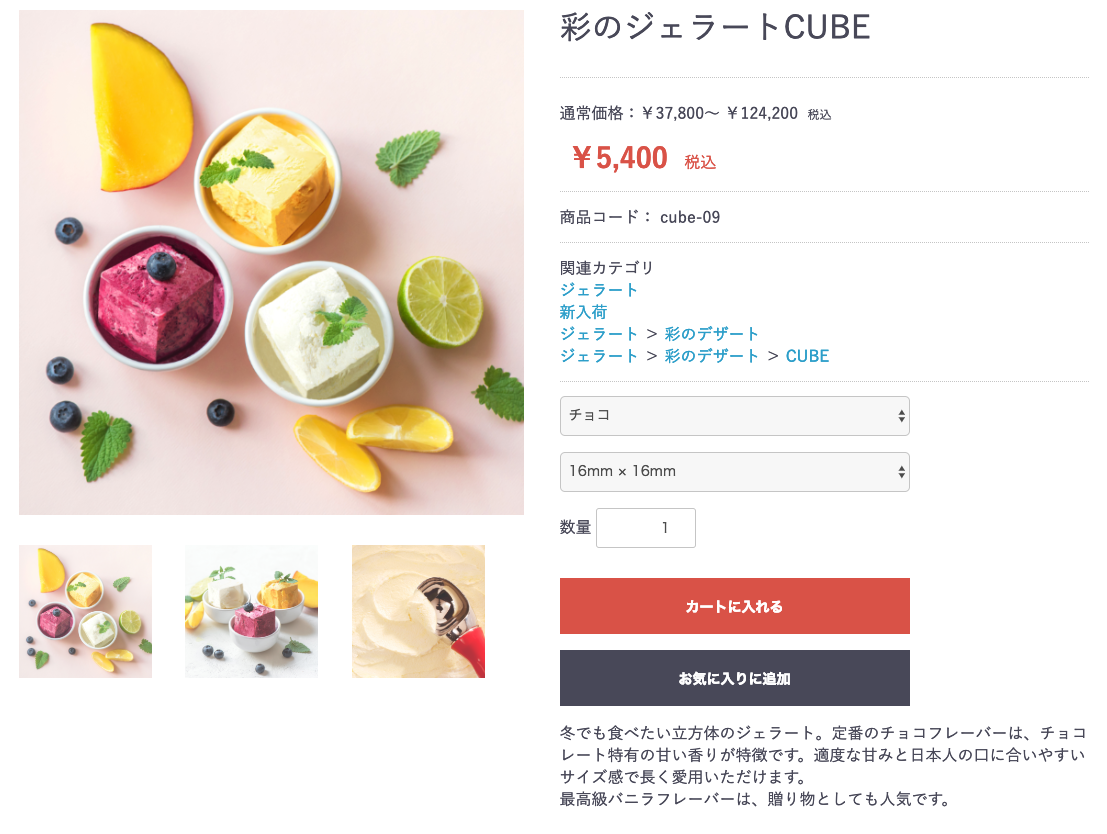 彩のジェラートCUBE
通常価格：￥37,800～ ￥124,200 税込
￥5,400 税込
商品コード： cube-09
関連カテゴリ
ジェラート
新入荷
ジェラート ＞ 彩のデザート
ジェラート ＞ 彩のデザート ＞ CUBE
チョコ
16mm × 16mm
数量 1
カートに入れる
お気に入りに追加
冬でも食べたい立方体のジェラート。定番のチョコフレーバーは、チョコ
レート特有の甘い香りが特徴です。適度な甘みと日本人の口に合いやすい
サイズ感で長く愛用いただけます。
最高級バニラフレーバーは、贈り物としても人気です。